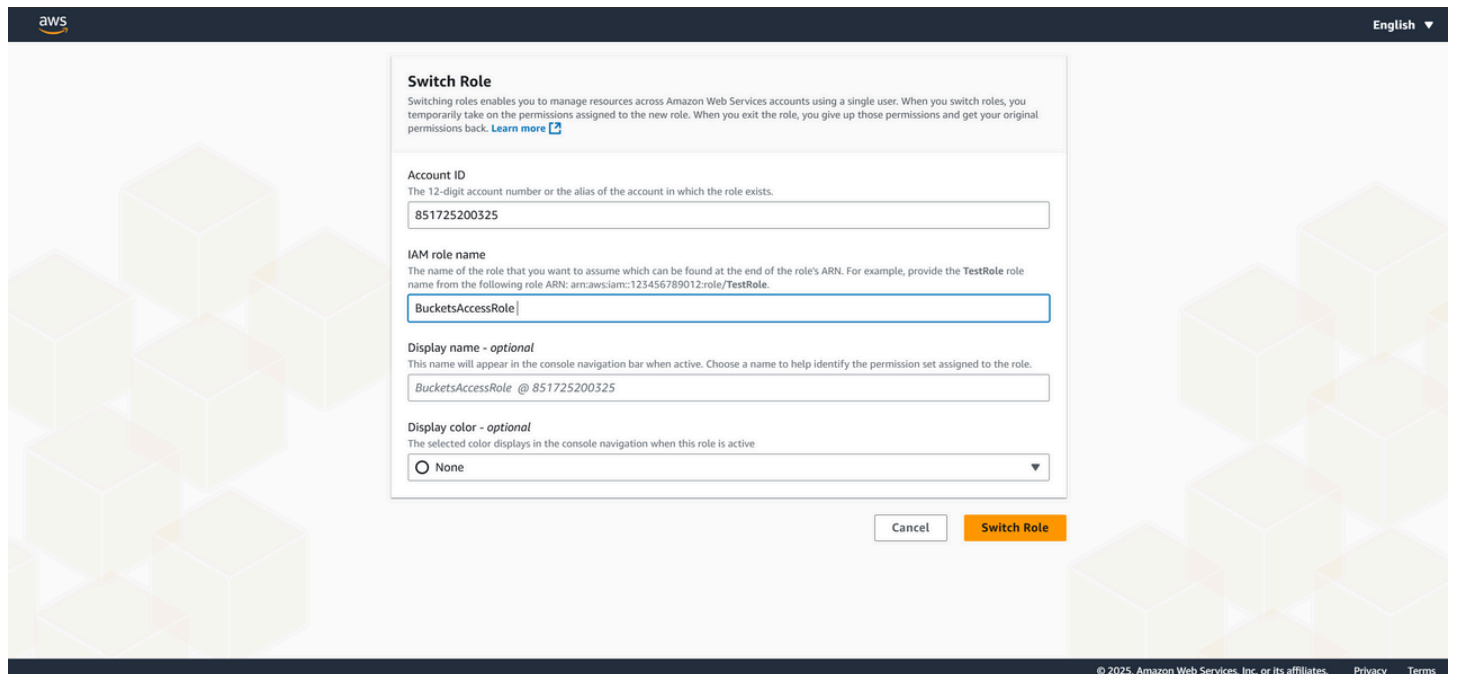 aws
English
Switch Role
Switching roles enables you to manage resources across Amazon Web Services accounts using a single user. When you switch roles, you
temporarily take on the permissions assigned to the new role. When you exit the role, you give up those permissions and get your original
permissions back. Learn more
Account ID
The 12-digit account number or the alias of the account in which the role exists.
851725200325
IAM role name
The name of the role that you want to assume which can be found at the end of the role's ARN. For example, provide the TestRole role
name from the following role ARN: arn:aws:iam::123456789012:role/TestRole.
BucketsAccessRole
Display name - optional
This name will appear in the console navigation bar when active. Choose a name to help identify the permission set assigned to the role.
BucketsAccessRole @ 851725200325
Display color - optional
The selected color displays in the console navigation when this role is active
None
Cancel
Switch Role
© 2025, Amazon Web Services, Inc. or its affiliates. Privacy Terms